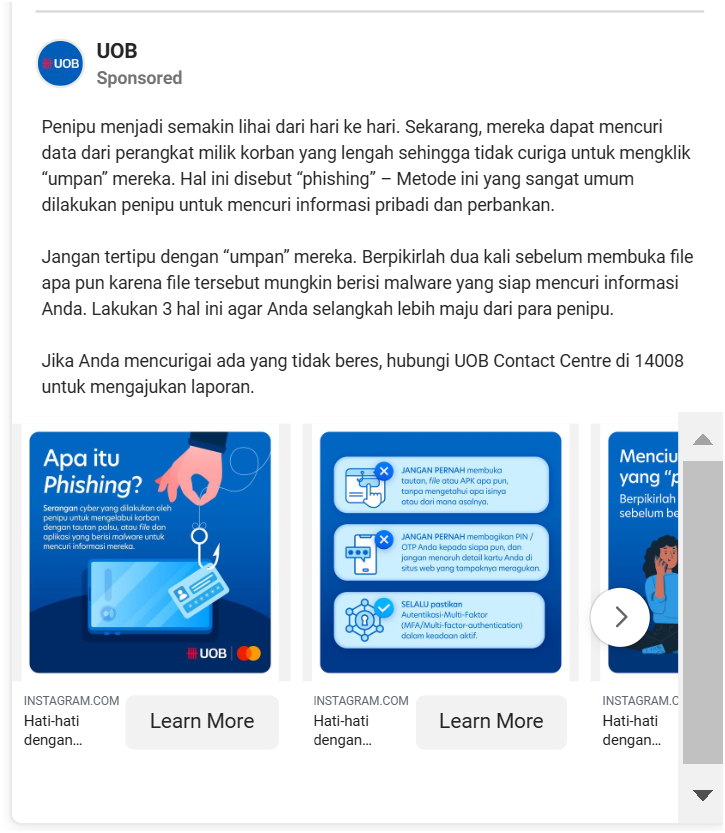 UOB
UOB
Sponsored
Penipu menjadi semakin lihai dari hari ke hari. Sekarang, mereka dapat mencuri
data dari perangkat milik korban yang lengah sehingga tidak curiga untuk mengklik
“umpan” mereka. Hal ini disebut “phishing” – Metode ini yang sangat umum
dilakukan penipu untuk mencuri informasi pribadi dan perbankan.
Jangan tertipu dengan “umpan” mereka. Berpikirlah dua kali sebelum membuka file
apa pun karena file tersebut mungkin berisi malware yang siap mencuri informasi
Anda. Lakukan 3 hal ini agar Anda selangkah lebih maju dari para penipu.
Jika Anda mencurigai ada yang tidak beres, hubungi UOB Contact Centre di 14008
untuk mengajukan laporan.
Apa itu
Phishing?
Serangan cyber yang dilakukan oleh
penipu untuk mengelabui korban
dengan tautan palsu, atau file dan
aplikasi yang berisi malware untuk
mencuri informasi mereka.
UOB
JANGAN PERNAH membuka
tautan, file atau APK apa pun,
tanpa mengetahui apa isinya
atau dari mana asalnya.
JANGAN PERNAH membagikan PIN /
OTP Anda kepada siapa pun, dan
jangan menaruh detail kartu Anda di
situs web yang tampaknya meragukan.
SELALU pastikan
Autentikasi-Multi-Faktor
(MFA/Multi-factor-authentication)
dalam keadaan aktif.
Menciu
yang “p
Berpikirlah
sebelum be
INSTAGRAM.COM
Hati-hati
dengan...
Learn More
INSTAGRAM.COM
Hati-hati
dengan...
Learn More
INSTAGRAM.C
Hati-hati
dengan...